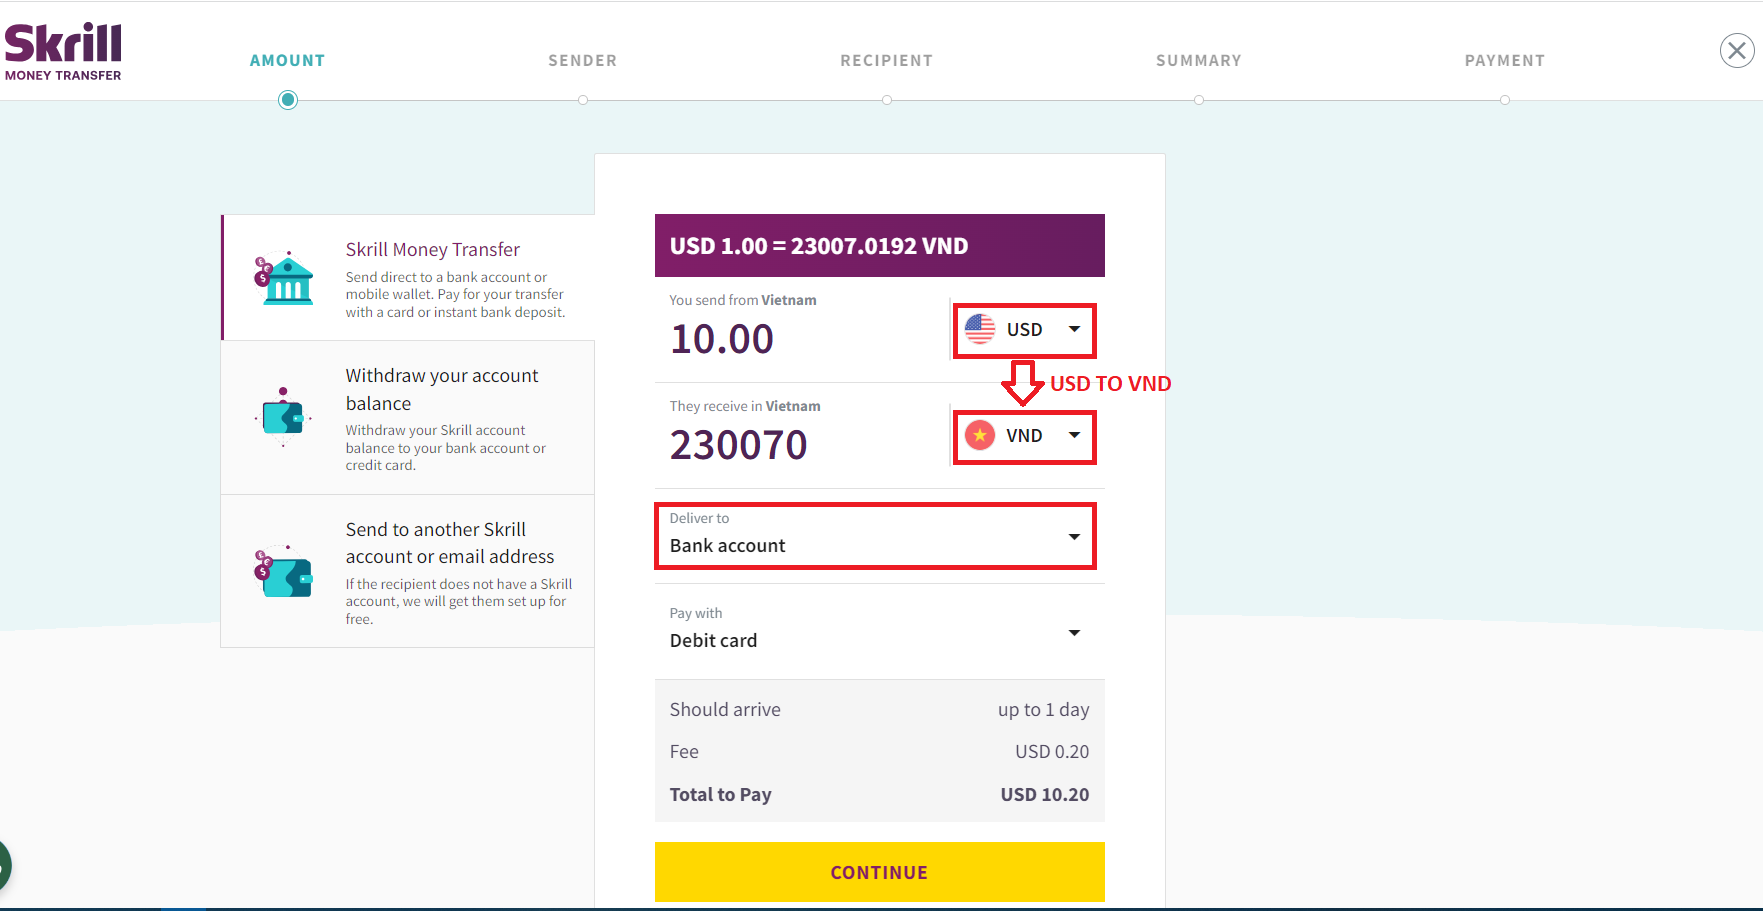 Skrill
MONEY TRANSFER
AMOUNT
SENDER
RECIPIENT
SUMMARY
PAYMENT
Skrill Money Transfer
Send direct to a bank account or
mobile wallet. Pay for your transfer
with a card or instant bank deposit.
Withdraw your account
balance
Withdraw your Skrill account
balance to your bank account or
credit card.
Send to another Skrill
account or email address
If the recipient does not have a Skrill
account, we will get them set up for
free.
USD 1.00 = 23007.0192 VND
You send from Vietnam
10.00
USD
USD TO VND
They receive in Vietnam
230070
VND
Deliver to
Bank account
Pay with
Debit card
Should arrive up to 1 day
Fee USD 0.20
Total to Pay USD 10.20
CONTINUE